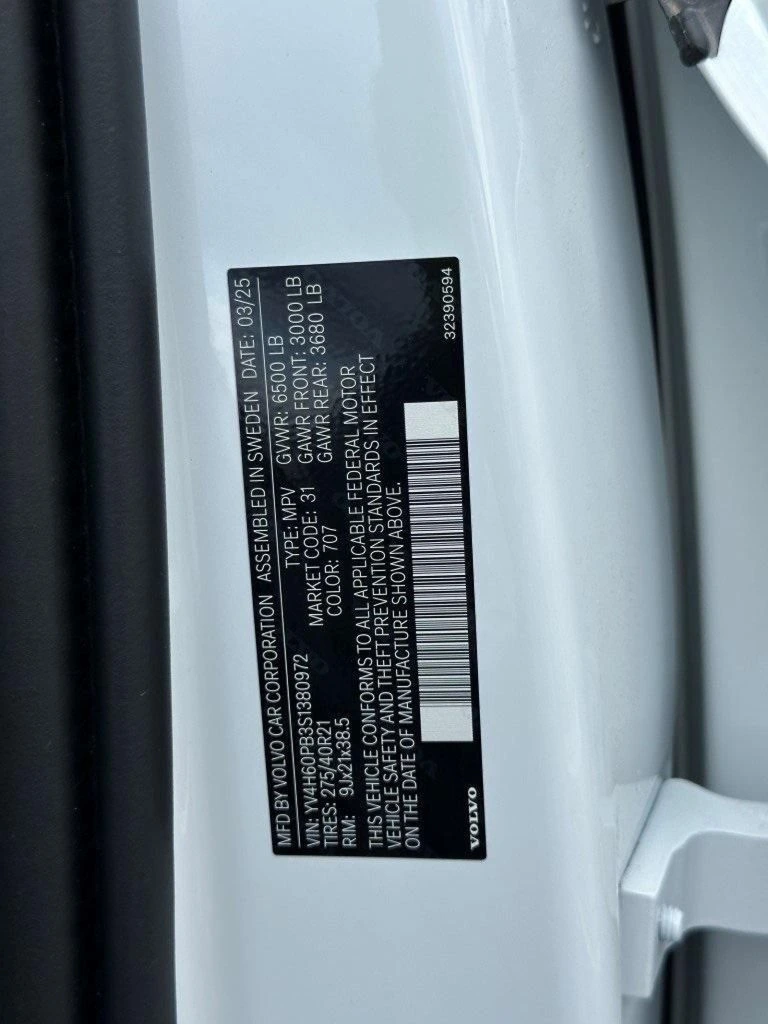 MFD BY VOLVO CAR CORPORATION ASSEMBLED IN SWEDEN DATE: 03/25
VIN: YV4H60PB3S1380972 TYPE: MPV GVWR: 6500 LB
TIRES: 275/40R21 MARKET CODE: 31 GAWR FRONT: 3000 LB
RIM: 9Jx21x38.5 COLOR: 707 GAWR REAR: 3680 LB
THIS VEHICLE CONFORMS TO ALL APPLICABLE FEDERAL MOTOR
VEHICLE SAFETY AND THEFT PREVENTION STANDARDS IN EFFECT
ON THE DATE OF MANUFACTURE SHOWN ABOVE.
VOLVO 32390594